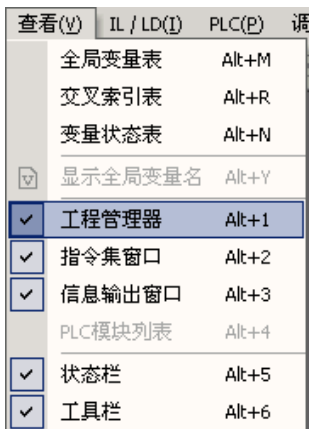 查看(V) IL / LD(I) PLC(P) 调
全局变量表 Alt+M
交叉索引表 Alt+R
变量状态表 Alt+N
显示全局变量名 Alt+Y
工程管理器 Alt+1
指令集窗口 Alt+2
信息输出窗口 Alt+3
PLC模块列表 Alt+4
状态栏 Alt+5
工具栏 Alt+6